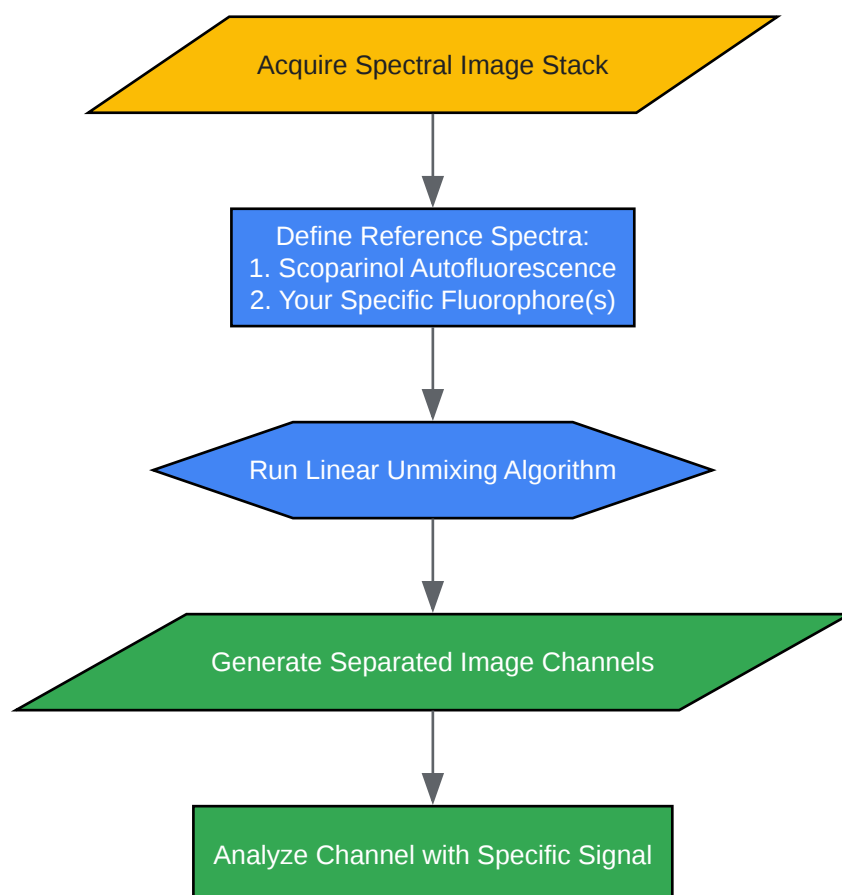 Acquire Spectral Image Stack
Define Reference Spectra:
1. Scoparinol Autofluorescence
2. Your Specific Fluorophore(s)
Run Linear Unmixing Algorithm
Generate Separated Image Channels
Analyze Channel with Specific Signal